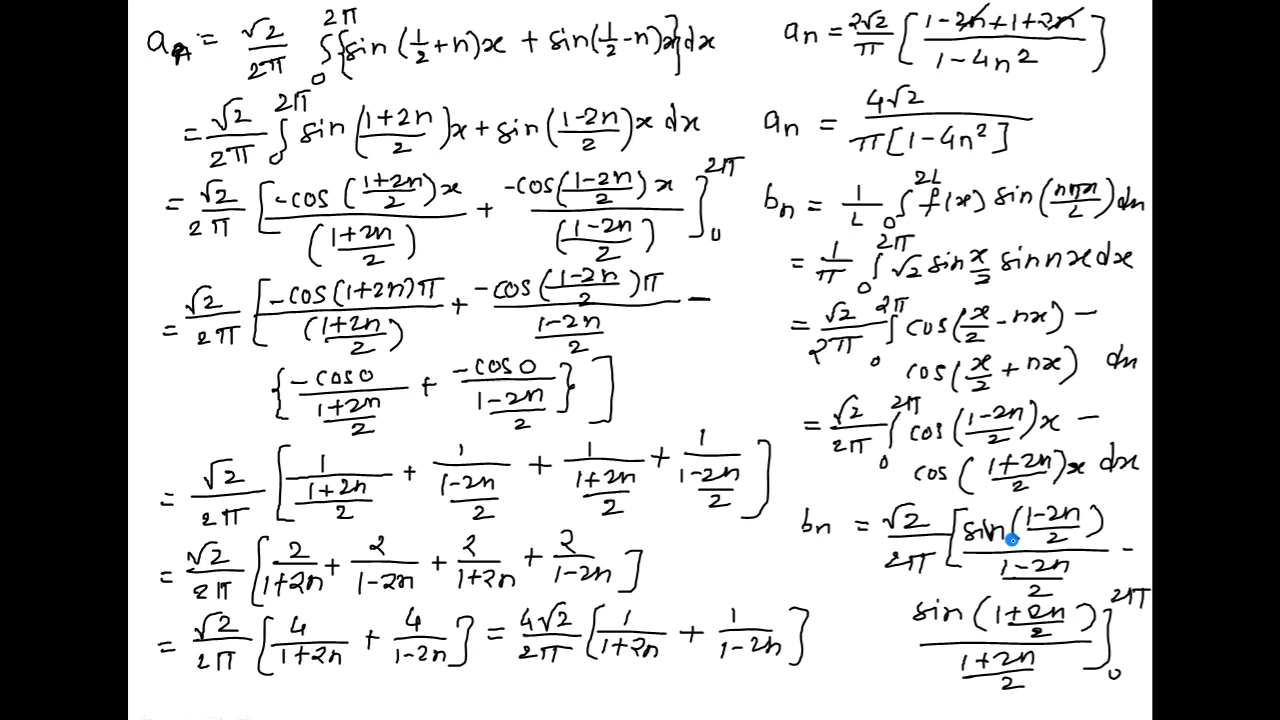 aₙ = √2/2π ∫₀^2π {sin(1/2+n)x + sin(1/2-n)x}dx
= √2/2π ∫₀^2π sin((1+2n)/2)x + sin((1-2n)/2)x dx
= √2/2π [-cos((1+2n)/2)x/((1+2n)/2) + -cos((1-2n)/2)x/((1-2n)/2)]₀^2π
= √2/2π [-cos(1+2n)π/((1+2n)/2) + -cos((1-2n)/2)π/((1-2n)/2) -
{-cos0/((1+2n)/2) + -cos0/((1-2n)/2)}]
= √2/2π [1/((1+2n)/2) + 1/((1-2n)/2) + 1/((1+2n)/2) + 1/((1-2n)/2)]
= √2/2π [2/(1+2n) + 2/(1-2n) + 2/(1+2n) + 2/(1-2n)]
= √2/2π [4/(1+2n) + 4/(1-2n)] = 4√2/2π [1/(1+2n) + 1/(1-2n)]
aₙ = 2√2/π [(1-2n+1+2n)/(1-4n²)]
aₙ = 4√2/π[1-4n²]
bₙ = 1/L ∫₀^2L f(x) sin(nπx/L)dx
= 1/π ∫₀^2π √2 sin x/2 sin nx dx
= √2/2π ∫₀^2π cos(x/2 - nx) -
cos(x/2 + nx) dx
= √2/2π ∫₀^2π cos((1-2n)/2)x -
cos((1+2n)/2)x dx
bₙ = √2/2π [sin((1-2n)/2)/((1-2n)/2) -
sin((1+2n)/2)/((1+2n)/2)]₀^2π